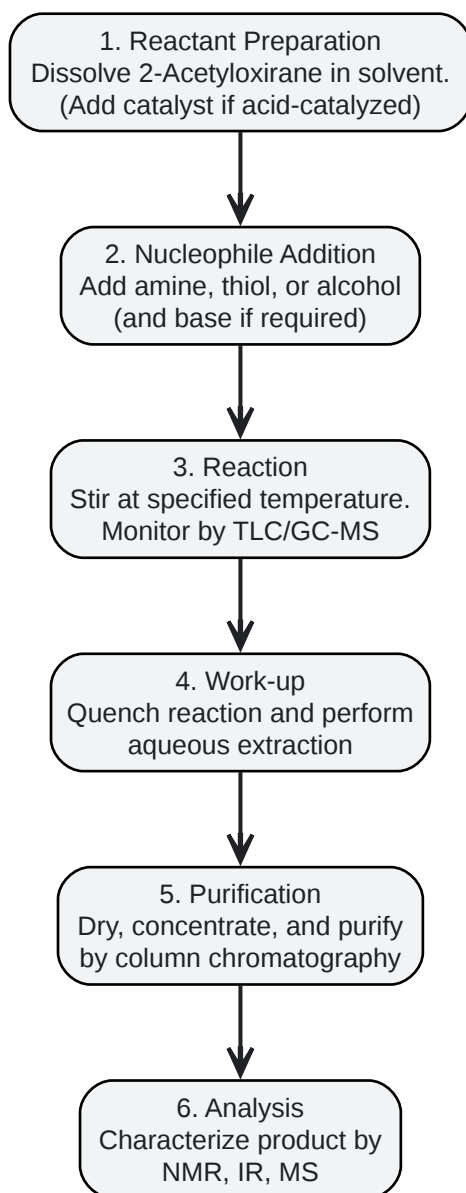 1. Reactant Preparation
Dissolve 2-Acetyloxirane in solvent.
(Add catalyst if acid-catalyzed)
2. Nucleophile Addition
Add amine, thiol, or alcohol
(and base if required)
3. Reaction
Stir at specified temperature.
Monitor by TLC/GC-MS
4. Work-up
Quench reaction and perform
aqueous extraction
5. Purification
Dry, concentrate, and purify
by column chromatography
6. Analysis
Characterize product by
NMR, IR, MS